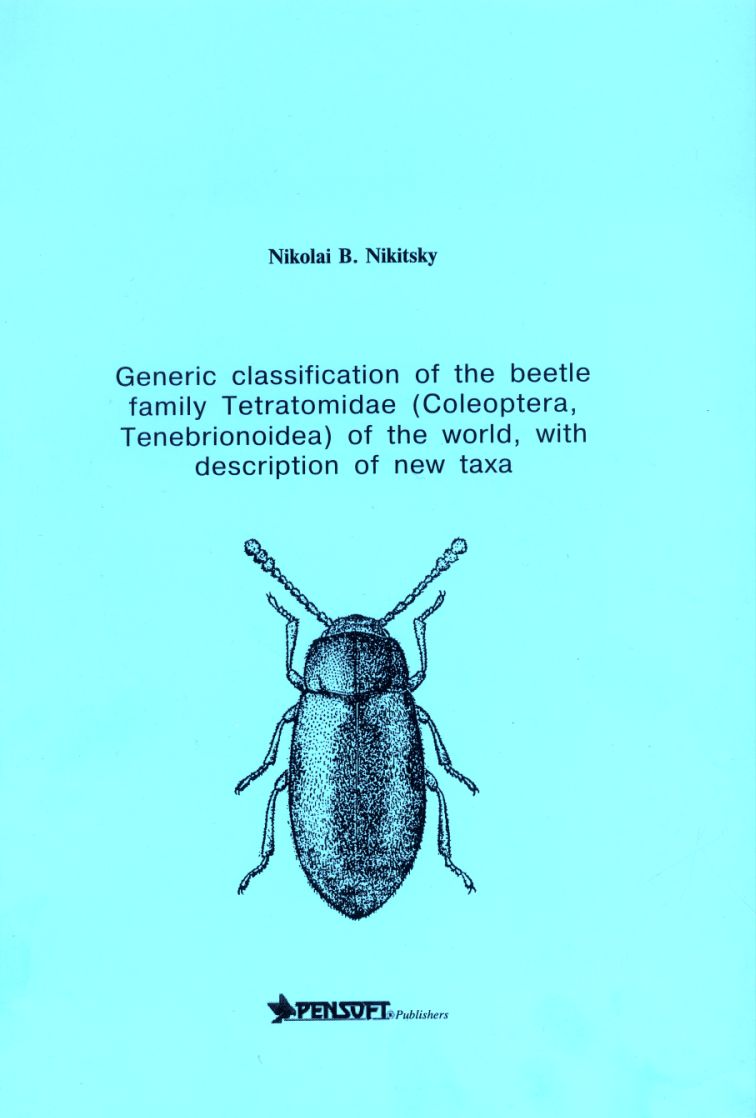 Nikolai B. Nikitsky
Generic classification of the beetle
family Tetratomidae (Coleoptera,
Tenebrionoidea) of the world, with
description of new taxa
PENSOFT® Publishers